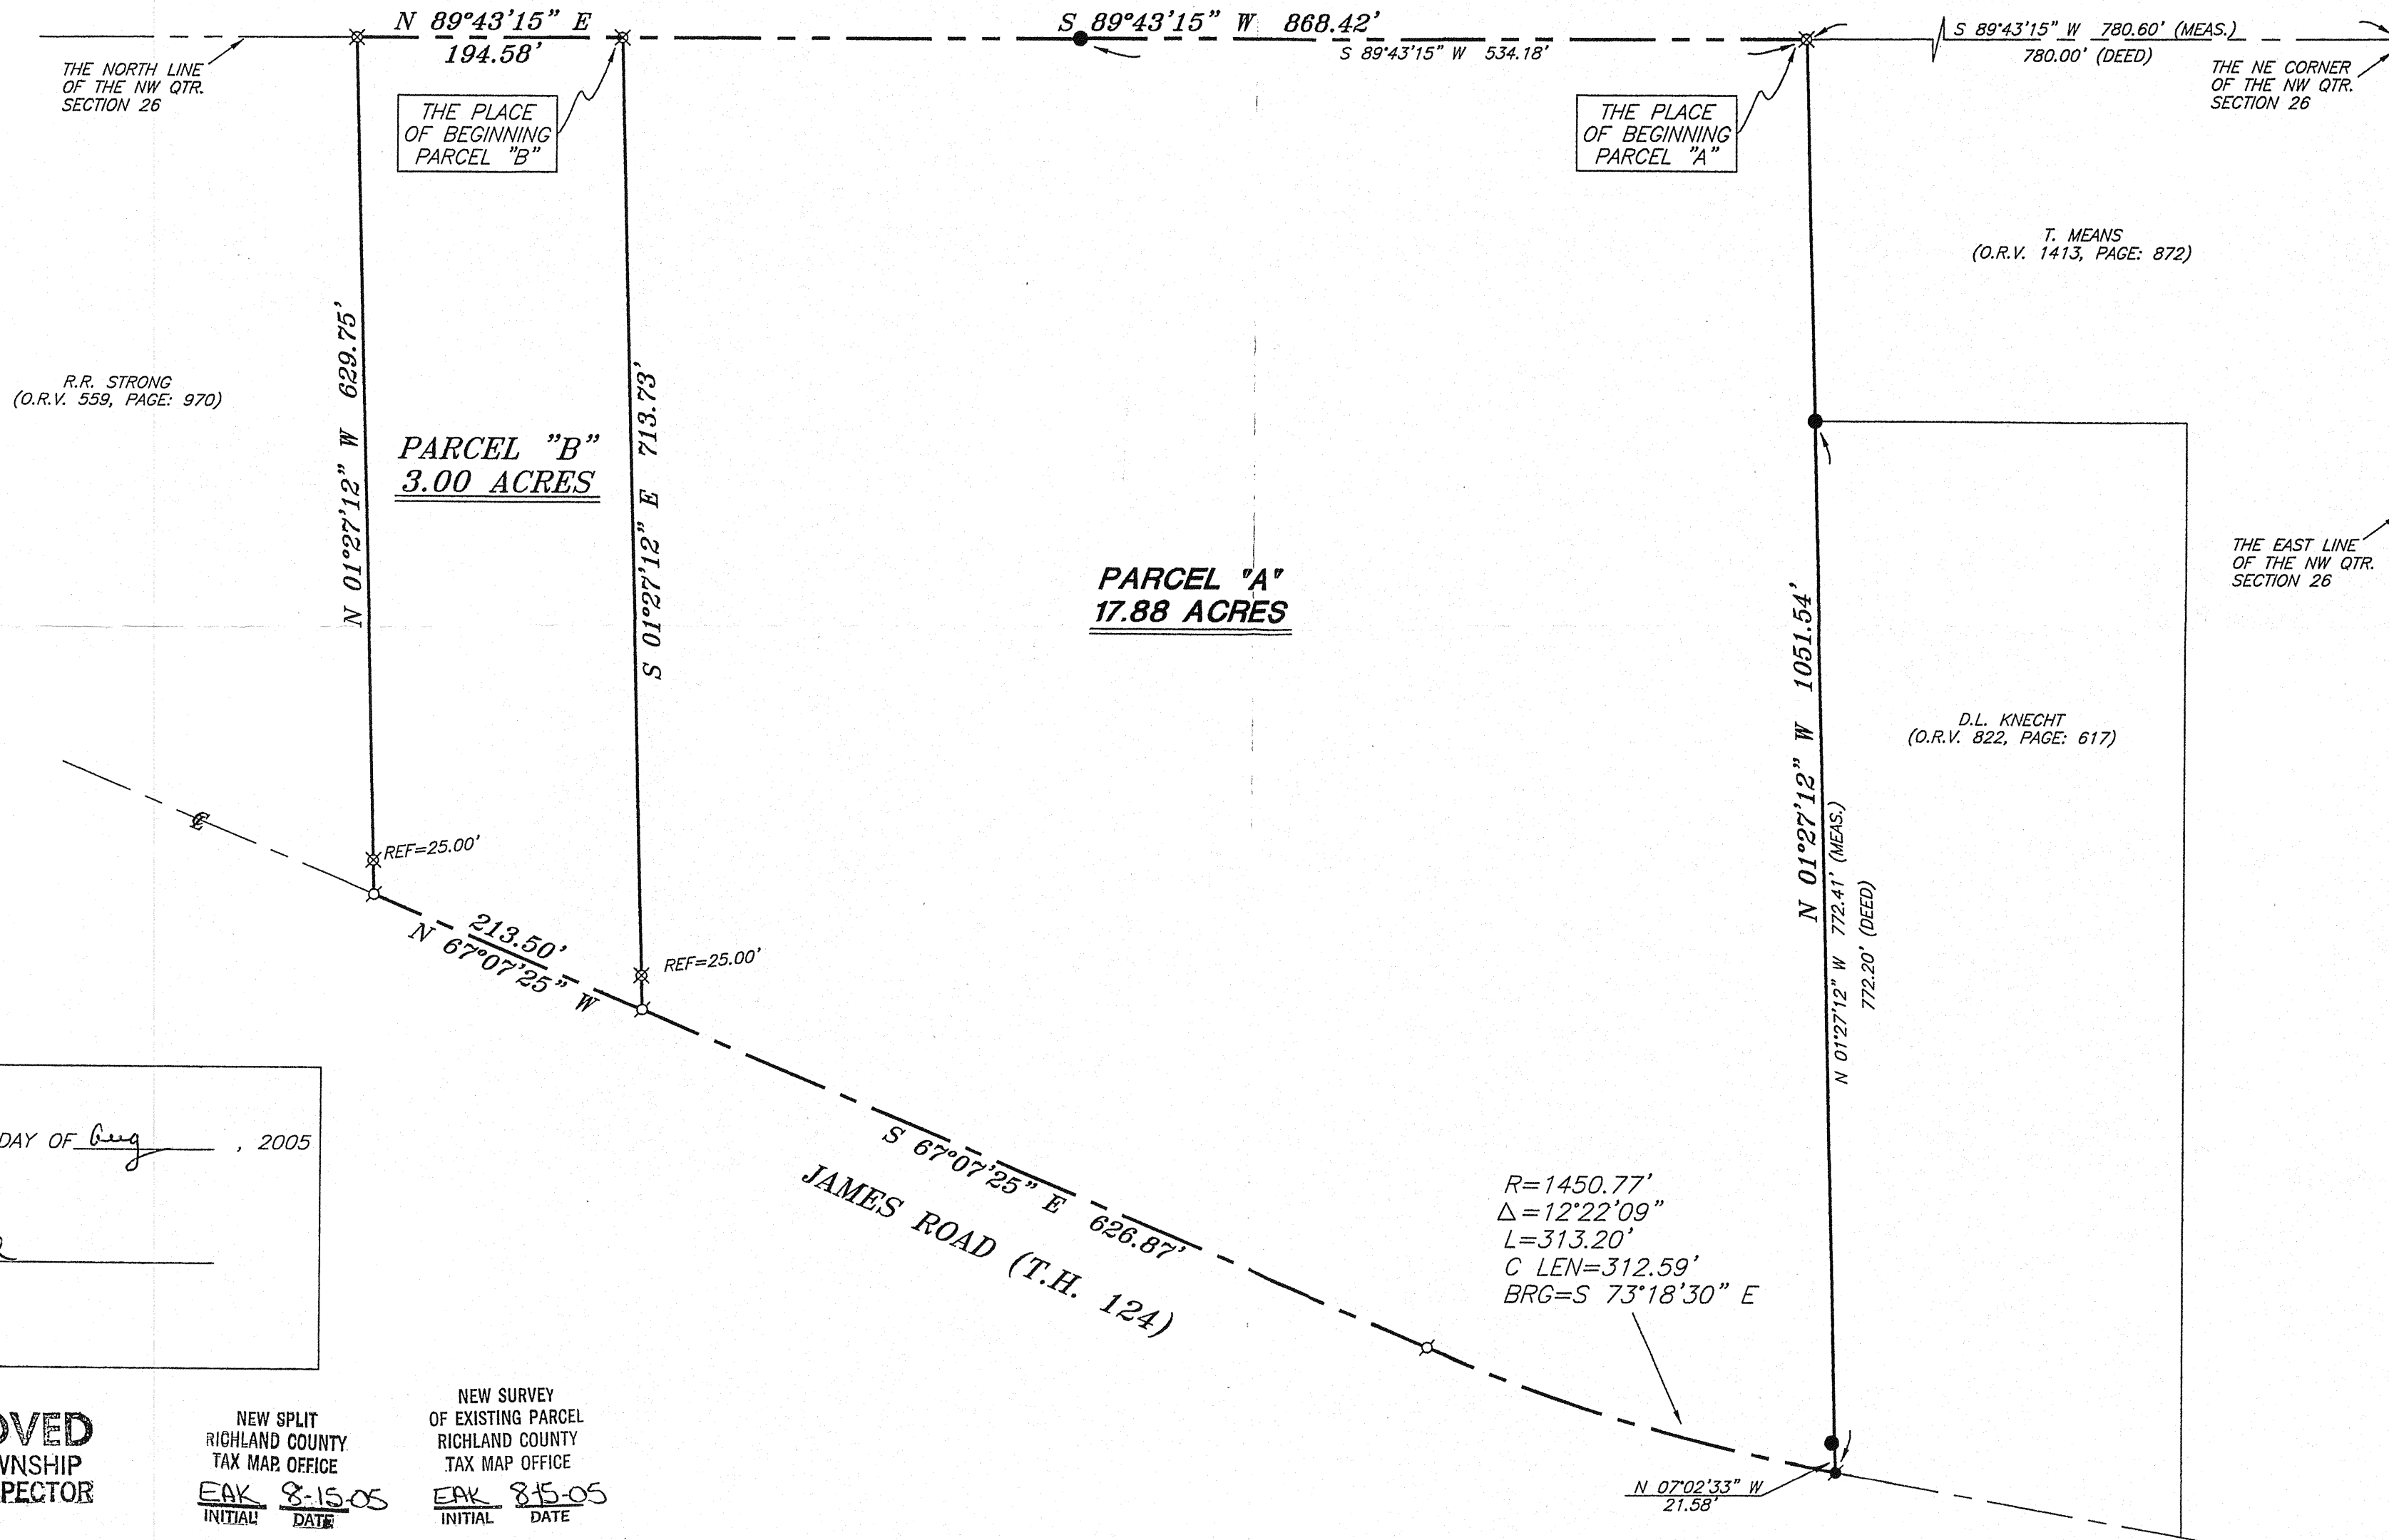 N 89°43'15" E
194.58'
S 89°43'15" W 868.42'
S 89°43'15" W 534.18'
S 89°43'15" W 780.60' (MEAS.)
780.00' (DEED)
THE NORTH LINE
OF THE NW QTR.
SECTION 26
THE PLACE
OF BEGINNING
PARCEL "B"
THE PLACE
OF BEGINNING
PARCEL "A"
THE NE CORNER
OF THE NW QTR.
SECTION 26
T. MEANS
(O.R.V. 1413, PAGE: 872)
R.R. STRONG
(O.R.V. 559, PAGE: 970)
N 01°27'12" W 629.75'
PARCEL "B"
3.00 ACRES
S 01°27'12" E 713.73'
PARCEL "A"
17.88 ACRES
N 01°27'12" W 1051.54'
N 01°27'12" W 772.41' (MEAS.)
772.20' (DEED)
THE EAST LINE
OF THE NW QTR.
SECTION 26
D.L. KNECHT
(O.R.V. 822, PAGE: 617)
℄
REF=25.00'
REF=25.00'
213.50'
N 67°07'25" W
S 67°07'25" E 626.87'
JAMES ROAD (T.H. 124)
R=1450.77'
Δ=12°22'09"
L=313.20'
C LEN=312.59'
BRG=S 73°18'30" E
N 07°02'33" W
21.58'
DAY OF Aug , 2005
OVED
WNSHIP
PECTOR
NEW SPLIT
RICHLAND COUNTY
TAX MAP OFFICE
EAK 8-15-05
INITIAL DATE
NEW SURVEY
OF EXISTING PARCEL
RICHLAND COUNTY
TAX MAP OFFICE
EAK 8-15-05
INITIAL DATE